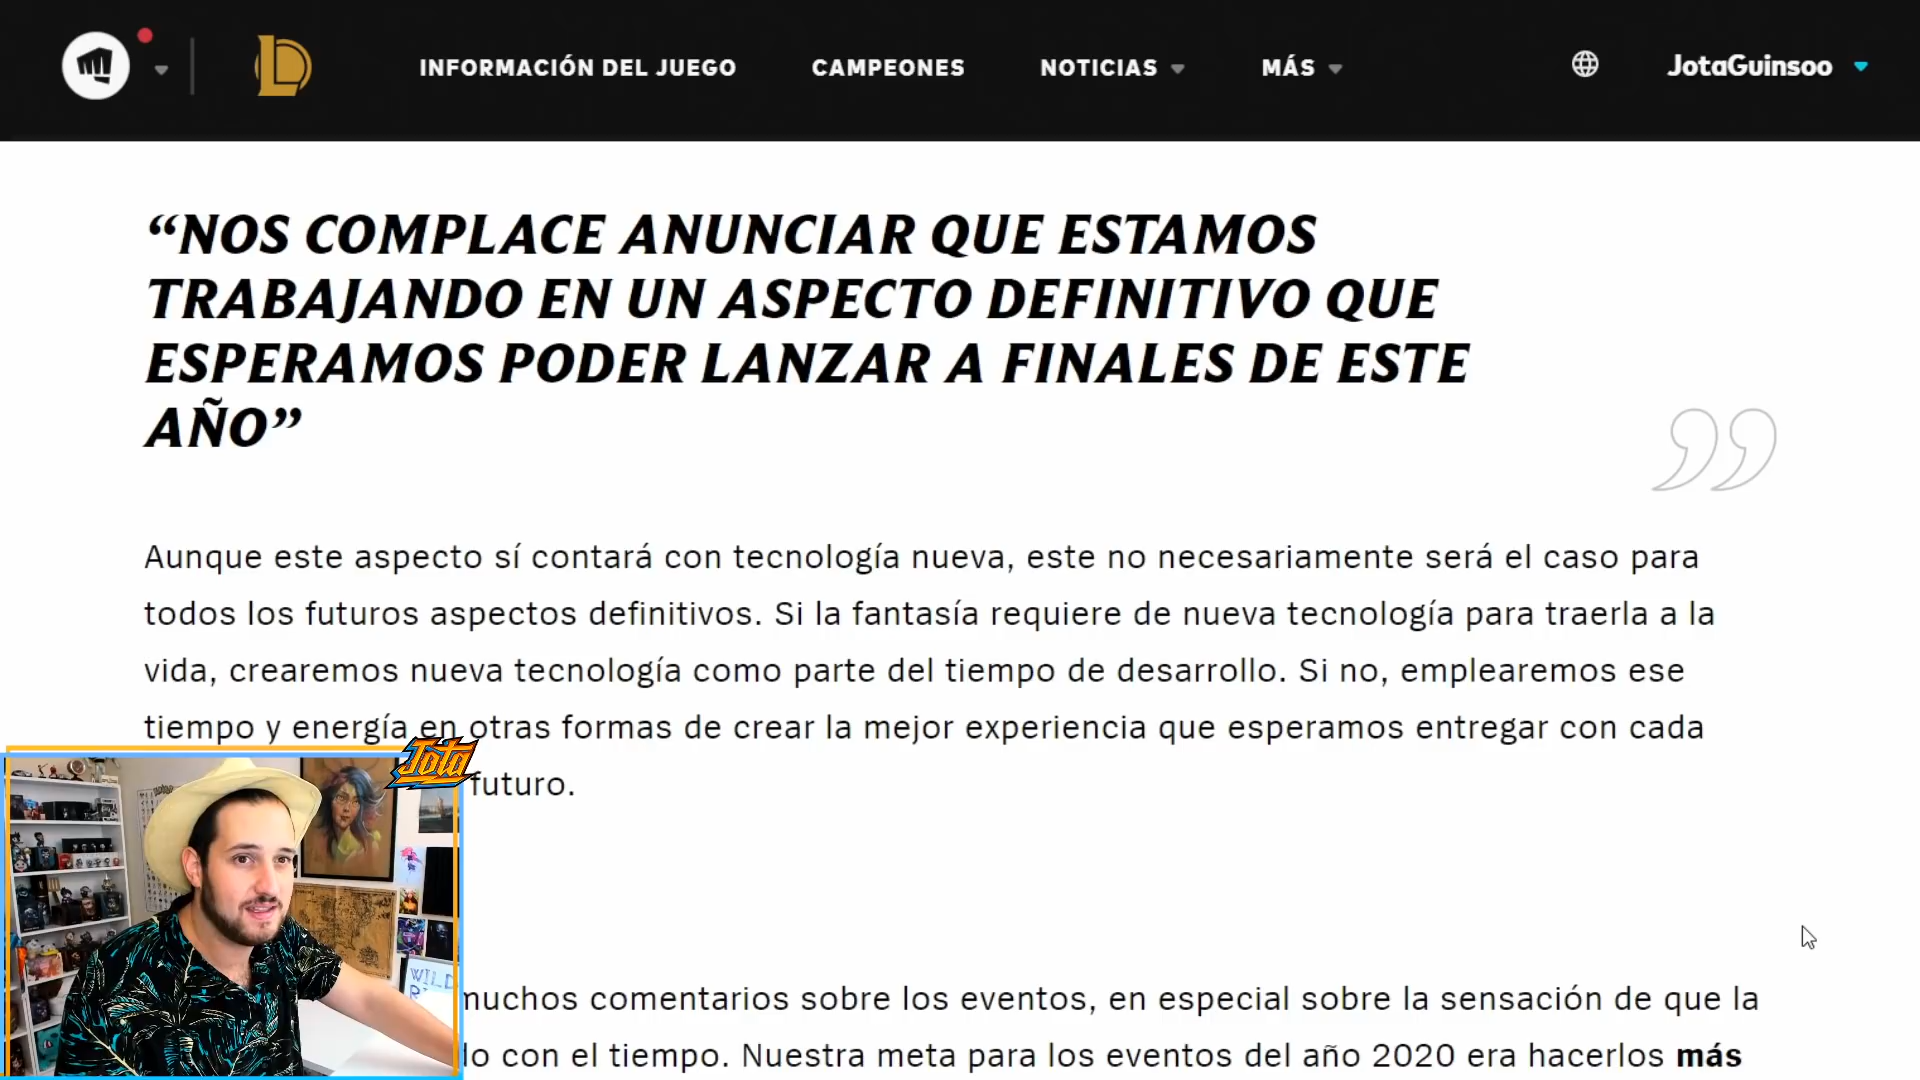 INFORMACIÓN DEL JUEGO CAMPEONES NOTICIAS MÁS JotaGuinsoo
“NOS COMPLACE ANUNCIAR QUE ESTAMOS
TRABAJANDO EN UN ASPECTO DEFINITIVO QUE
ESPERAMOS PODER LANZAR A FINALES DE ESTE
AÑO”
”
Aunque este aspecto sí contará con tecnología nueva, este no necesariamente será el caso para
todos los futuros aspectos definitivos. Si la fantasía requiere de nueva tecnología para traerla a la
vida, crearemos nueva tecnología como parte del tiempo de desarrollo. Si no, emplearemos ese
tiempo y energía en otras formas de crear la mejor experiencia que esperamos entregar con cada
futuro.
Jota
WILD
muchos comentarios sobre los eventos, en especial sobre la sensación de que la
do con el tiempo. Nuestra meta para los eventos del año 2020 era hacerlos más